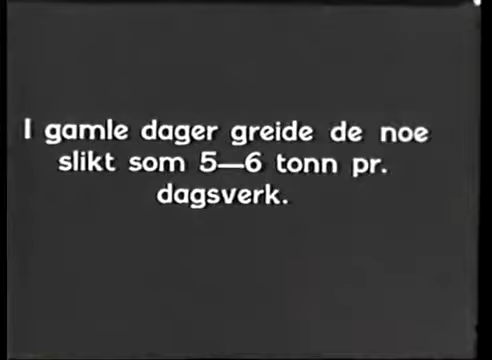 I gamle dager greide de noe
slikt som 5—6 tonn pr.
dagsverk.